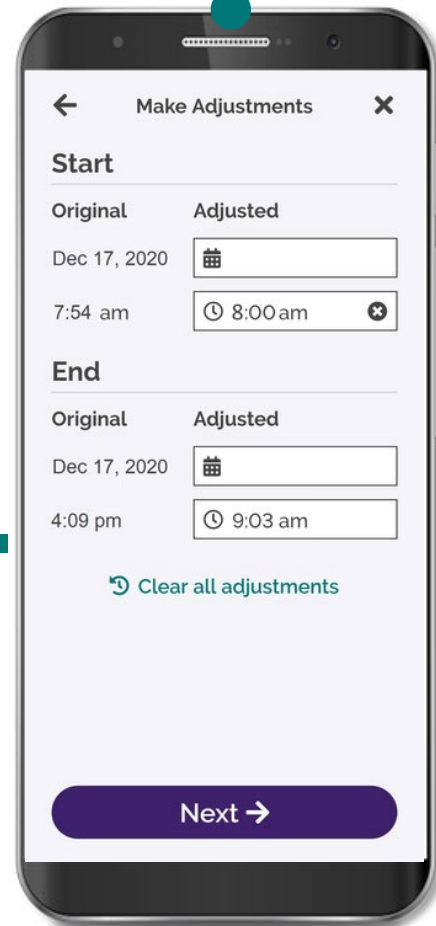 Make Adjustments
Start
Original Adjusted
Dec 17, 2020
7:54 am 8:00 am
End
Original Adjusted
Dec 17, 2020
4:09 pm 9:03 am
Clear all adjustments
Next